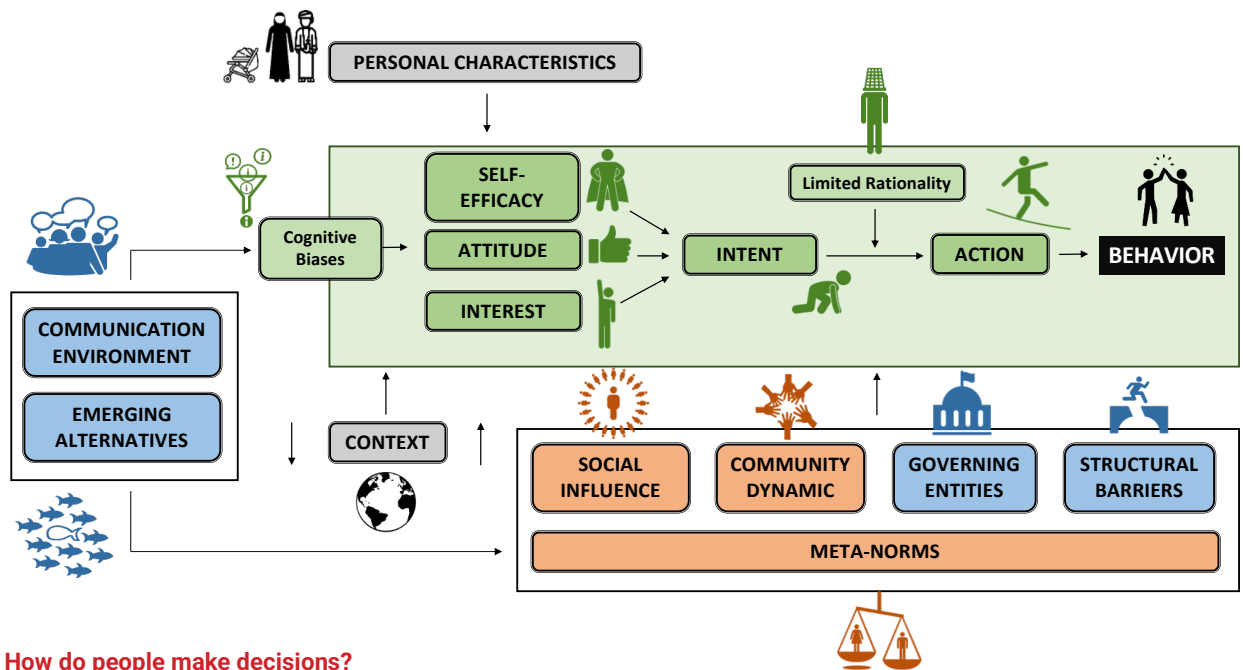 PERSONAL CHARACTERISTICS
SELF-
EFFICACY
Limited Rationality
Cognitive
Biases
ATTITUDE
INTENT
ACTION
BEHAVIOR
INTEREST
COMMUNICATION
ENVIRONMENT
EMERGING
ALTERNATIVES
CONTEXT
SOCIAL
INFLUENCE
COMMUNITY
DYNAMIC
GOVERNING
ENTITIES
STRUCTURAL
BARRIERS
META-NORMS
How do people make decisions?